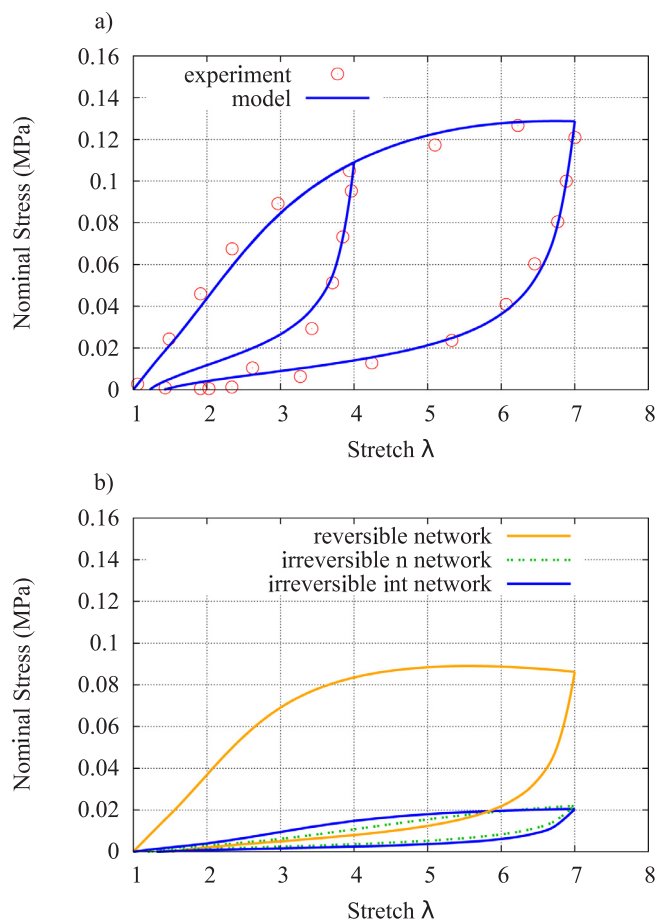 a)
0.16
0.14
0.12
0.1
0.08
0.06
0.04
0.02
0
Nominal Stress (MPa)
experiment
model
1 2 3 4 5 6 7 8
Stretch λ
b)
0.16
0.14
0.12
0.1
0.08
0.06
0.04
0.02
0
Nominal Stress (MPa)
reversible network
irreversible n network
irreversible int network
1 2 3 4 5 6 7 8
Stretch λ